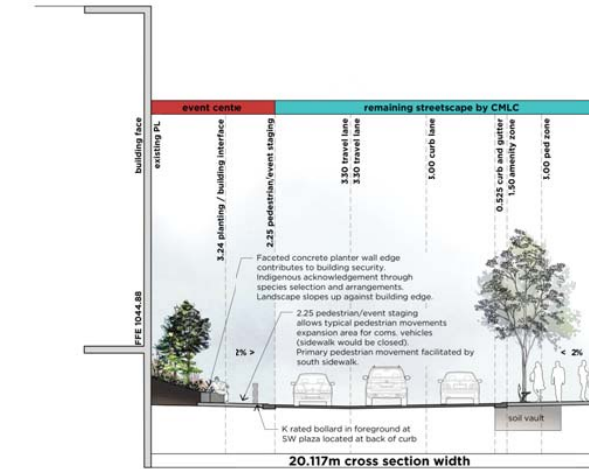 event centre
remaining streetscape by CMLC
building face
existing PL
3.24 planting / building interface
2.25 pedestrian/event staging
3.30 travel lane
3.30 travel lane
3.00 curb lane
0.525 curb and gutter
1.50 amenity zone
3.00 ped zone
Faceted concrete planter wall edge
contributes to building security.
Indigenous acknowledgement through
species selection and arrangements.
Landscape slopes up against building edge.
FFE 1044.88
2.25 pedestrian/event staging
allows typical pedestrian movements
expansion area for coms. vehicles
(sidewalk would be closed).
Primary pedestrian movement facilitated by
south sidewalk.
2% >
< 2%
soil vault
K rated bollard in foreground at
SW plaza located at back of curb
20.117m cross section width